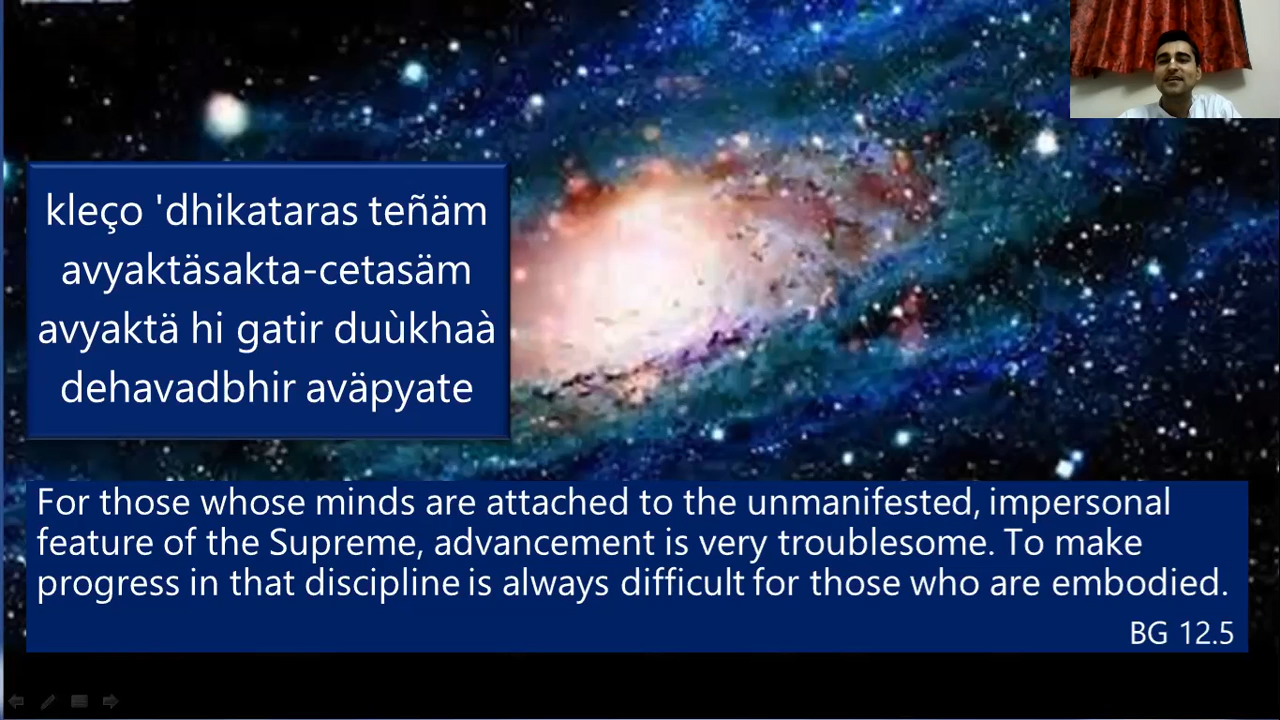 kleço 'dhikataras teñäm
avyaktäsakta-cetasäm
avyaktä hi gatir duùkhaà
dehavadbhir aväpyate
For those whose minds are attached to the unmanifested, impersonal
feature of the Supreme, advancement is very troublesome. To make
progress in that discipline is always difficult for those who are embodied.
BG 12.5